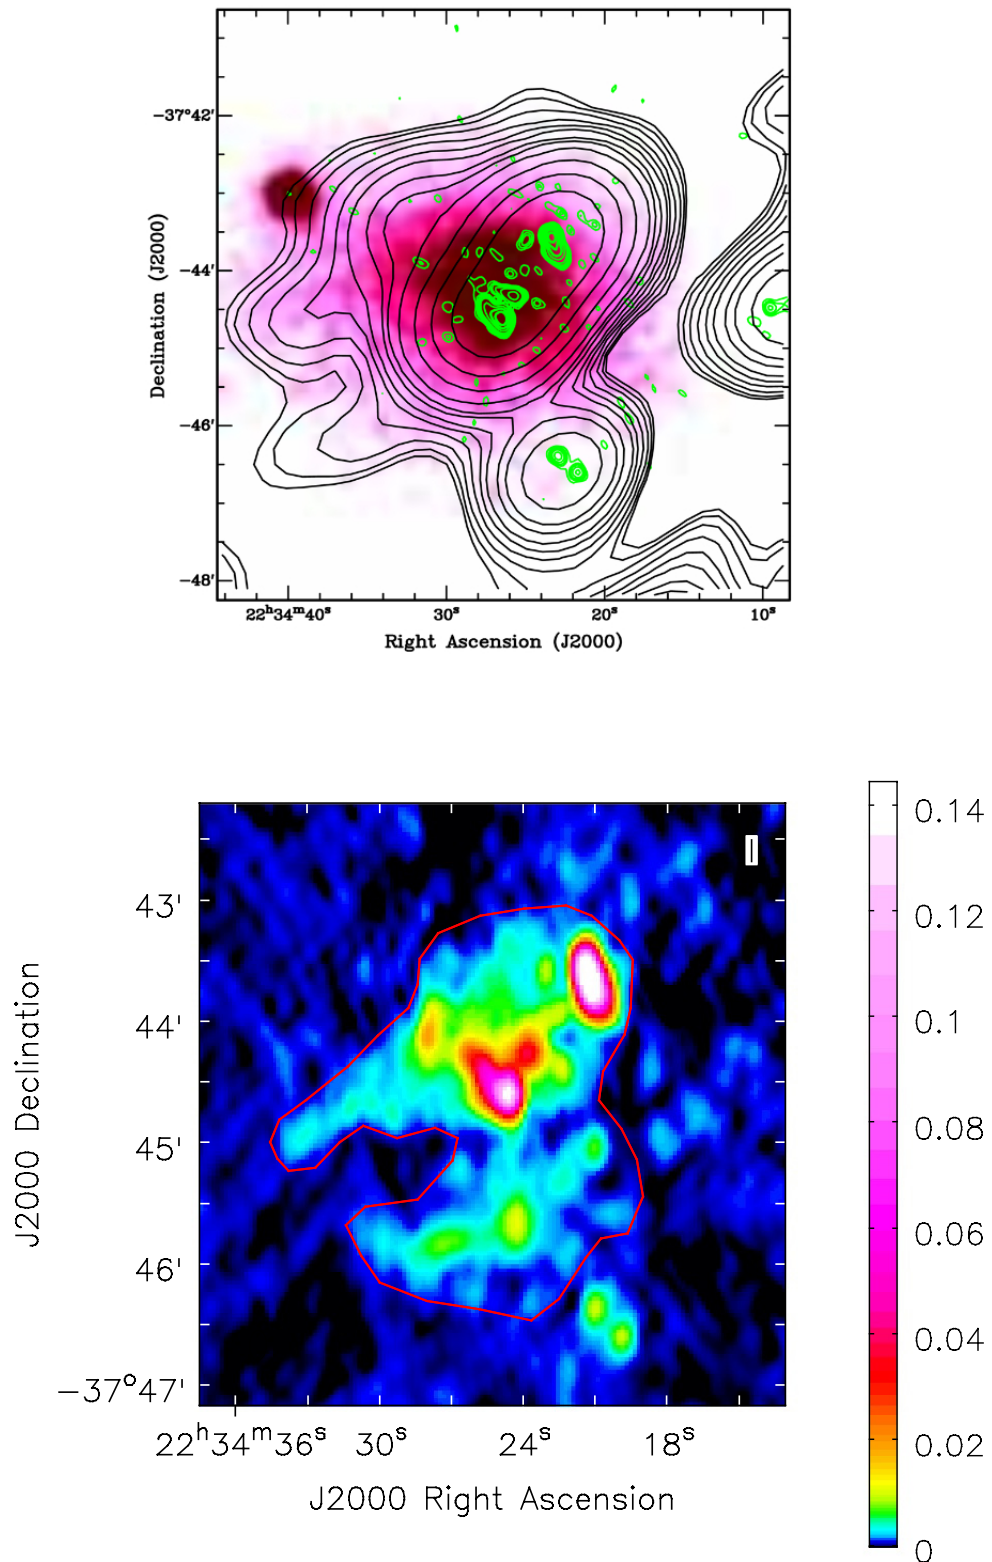 −37°42′
−44′
−46′
−48′
Declination (J2000)
22ʰ34ᵐ40ˢ 30ˢ 20ˢ 10ˢ
Right Ascension (J2000)
43'
44'
45'
46'
−37°47'
J2000 Declination
22ʰ34ᵐ36ˢ 30ˢ 24ˢ 18ˢ
J2000 Right Ascension
0.14
0.12
0.1
0.08
0.06
0.04
0.02
0